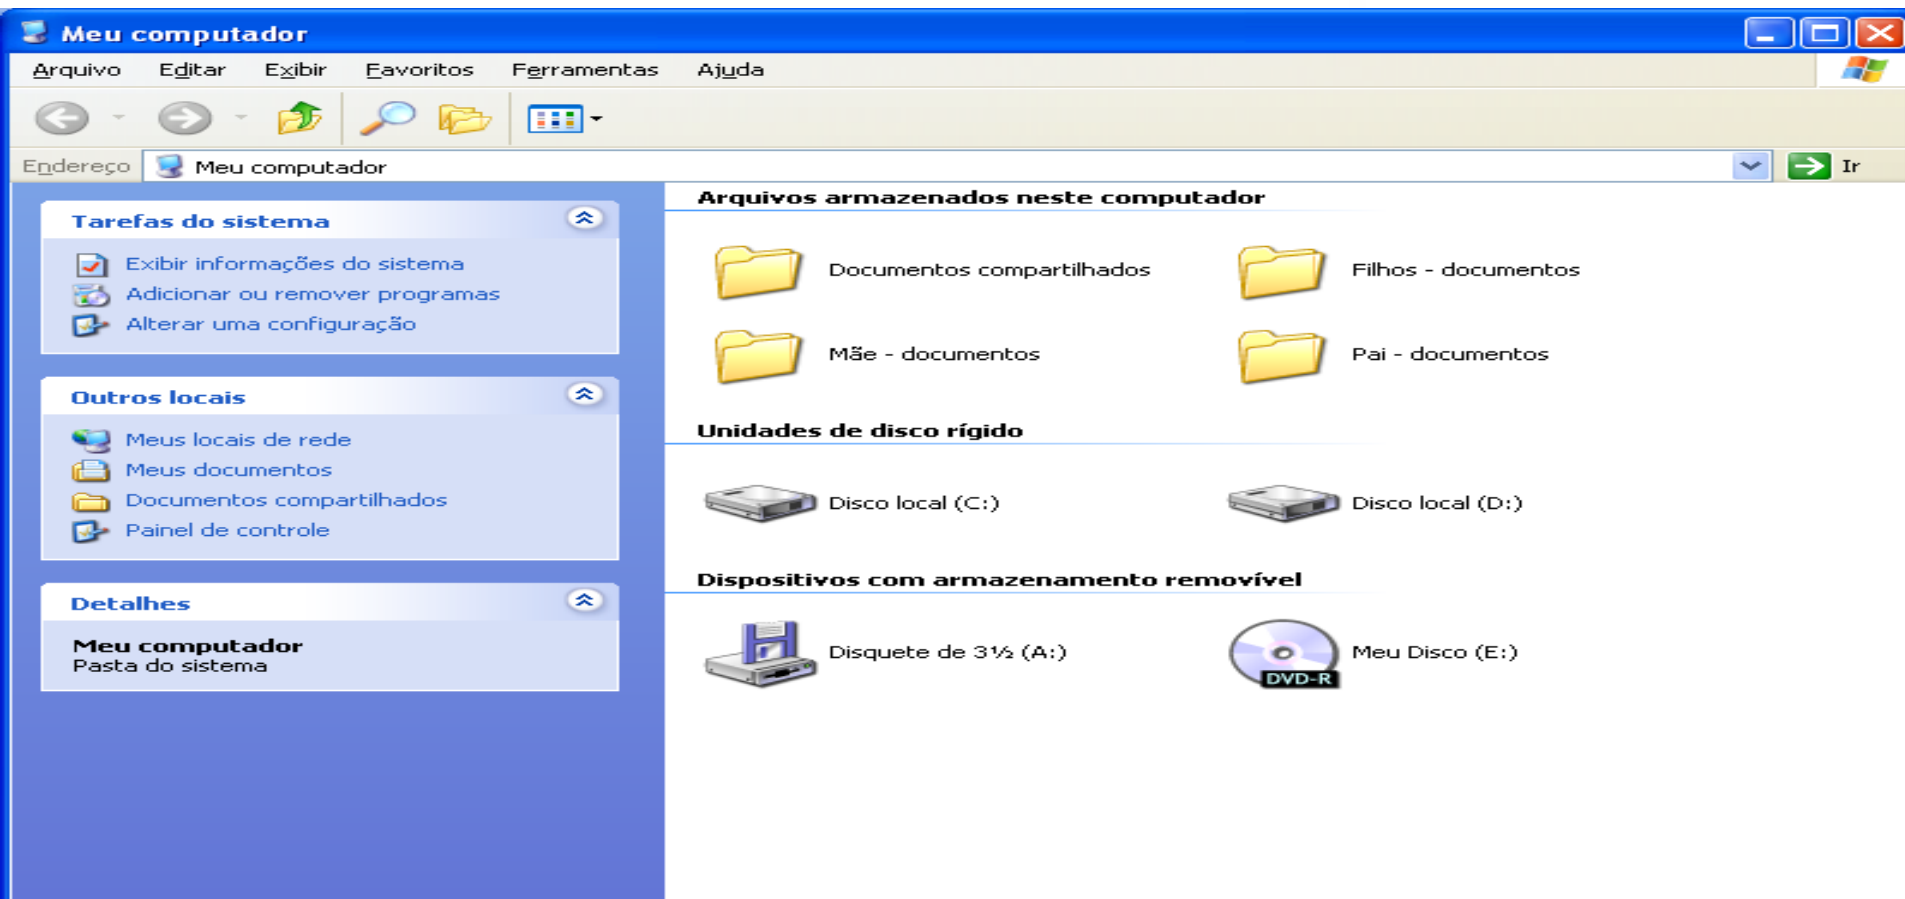 Meu computador
Arquivo Editar Exibir Favoritos Ferramentas Ajuda
Endereço Meu computador Ir
Tarefas do sistema
Exibir informações do sistema
Adicionar ou remover programas
Alterar uma configuração
Outros locais
Meus locais de rede
Meus documentos
Documentos compartilhados
Painel de controle
Detalhes
Meu computador
Pasta do sistema
Arquivos armazenados neste computador
Documentos compartilhados Filhos - documentos
Mãe - documentos Pai - documentos
Unidades de disco rígido
Disco local (C:) Disco local (D:)
Dispositivos com armazenamento removível
Disquete de 3½ (A:) Meu Disco (E:)
DVD-R